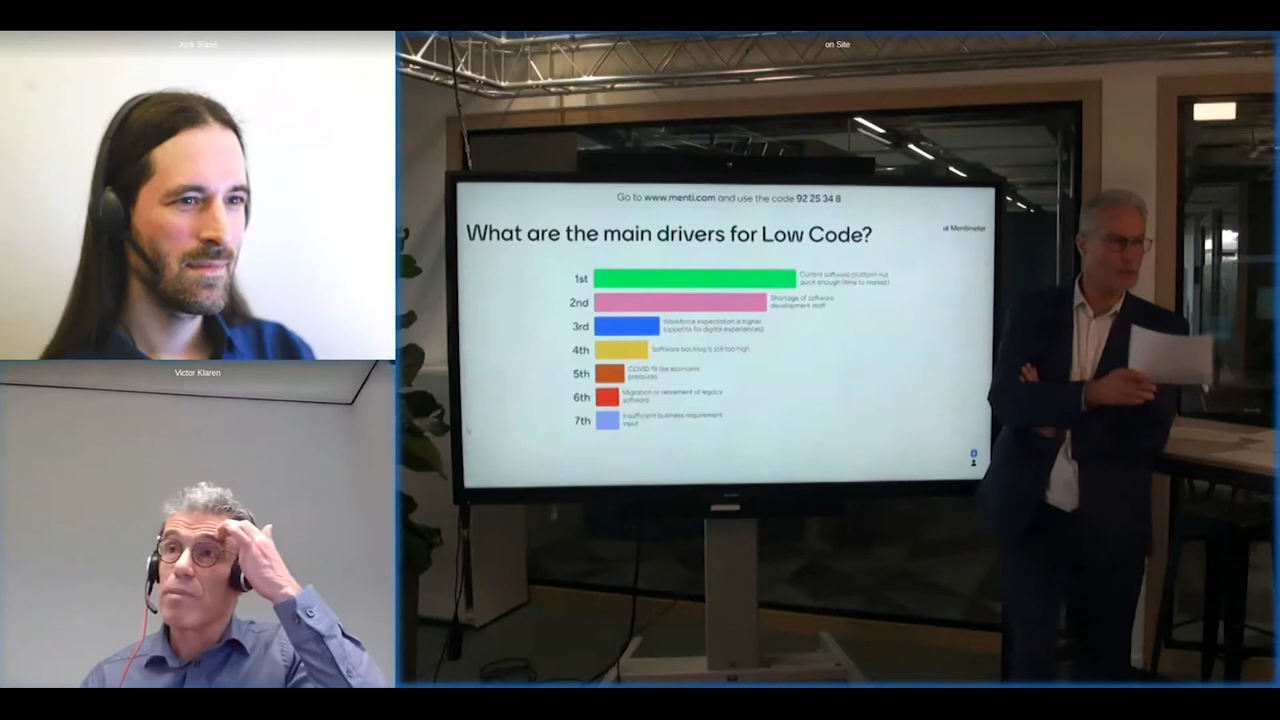 on Site
Victor Klaren
Go to www.menti.com and use the code 92 25 34 8
What are the main drivers for Low Code?
Mentimeter
1st
Current software platform not
quick enough (time to market)
2nd
Shortage of software
development staff
3rd
Workforce expectation is higher
(appetite for digital experiences)
4th
Software backlog is still too high
5th
COVID 19 like economic
pressures
6th
Migration or retirement of legacy
software
7th
Insufficient business requirement
input